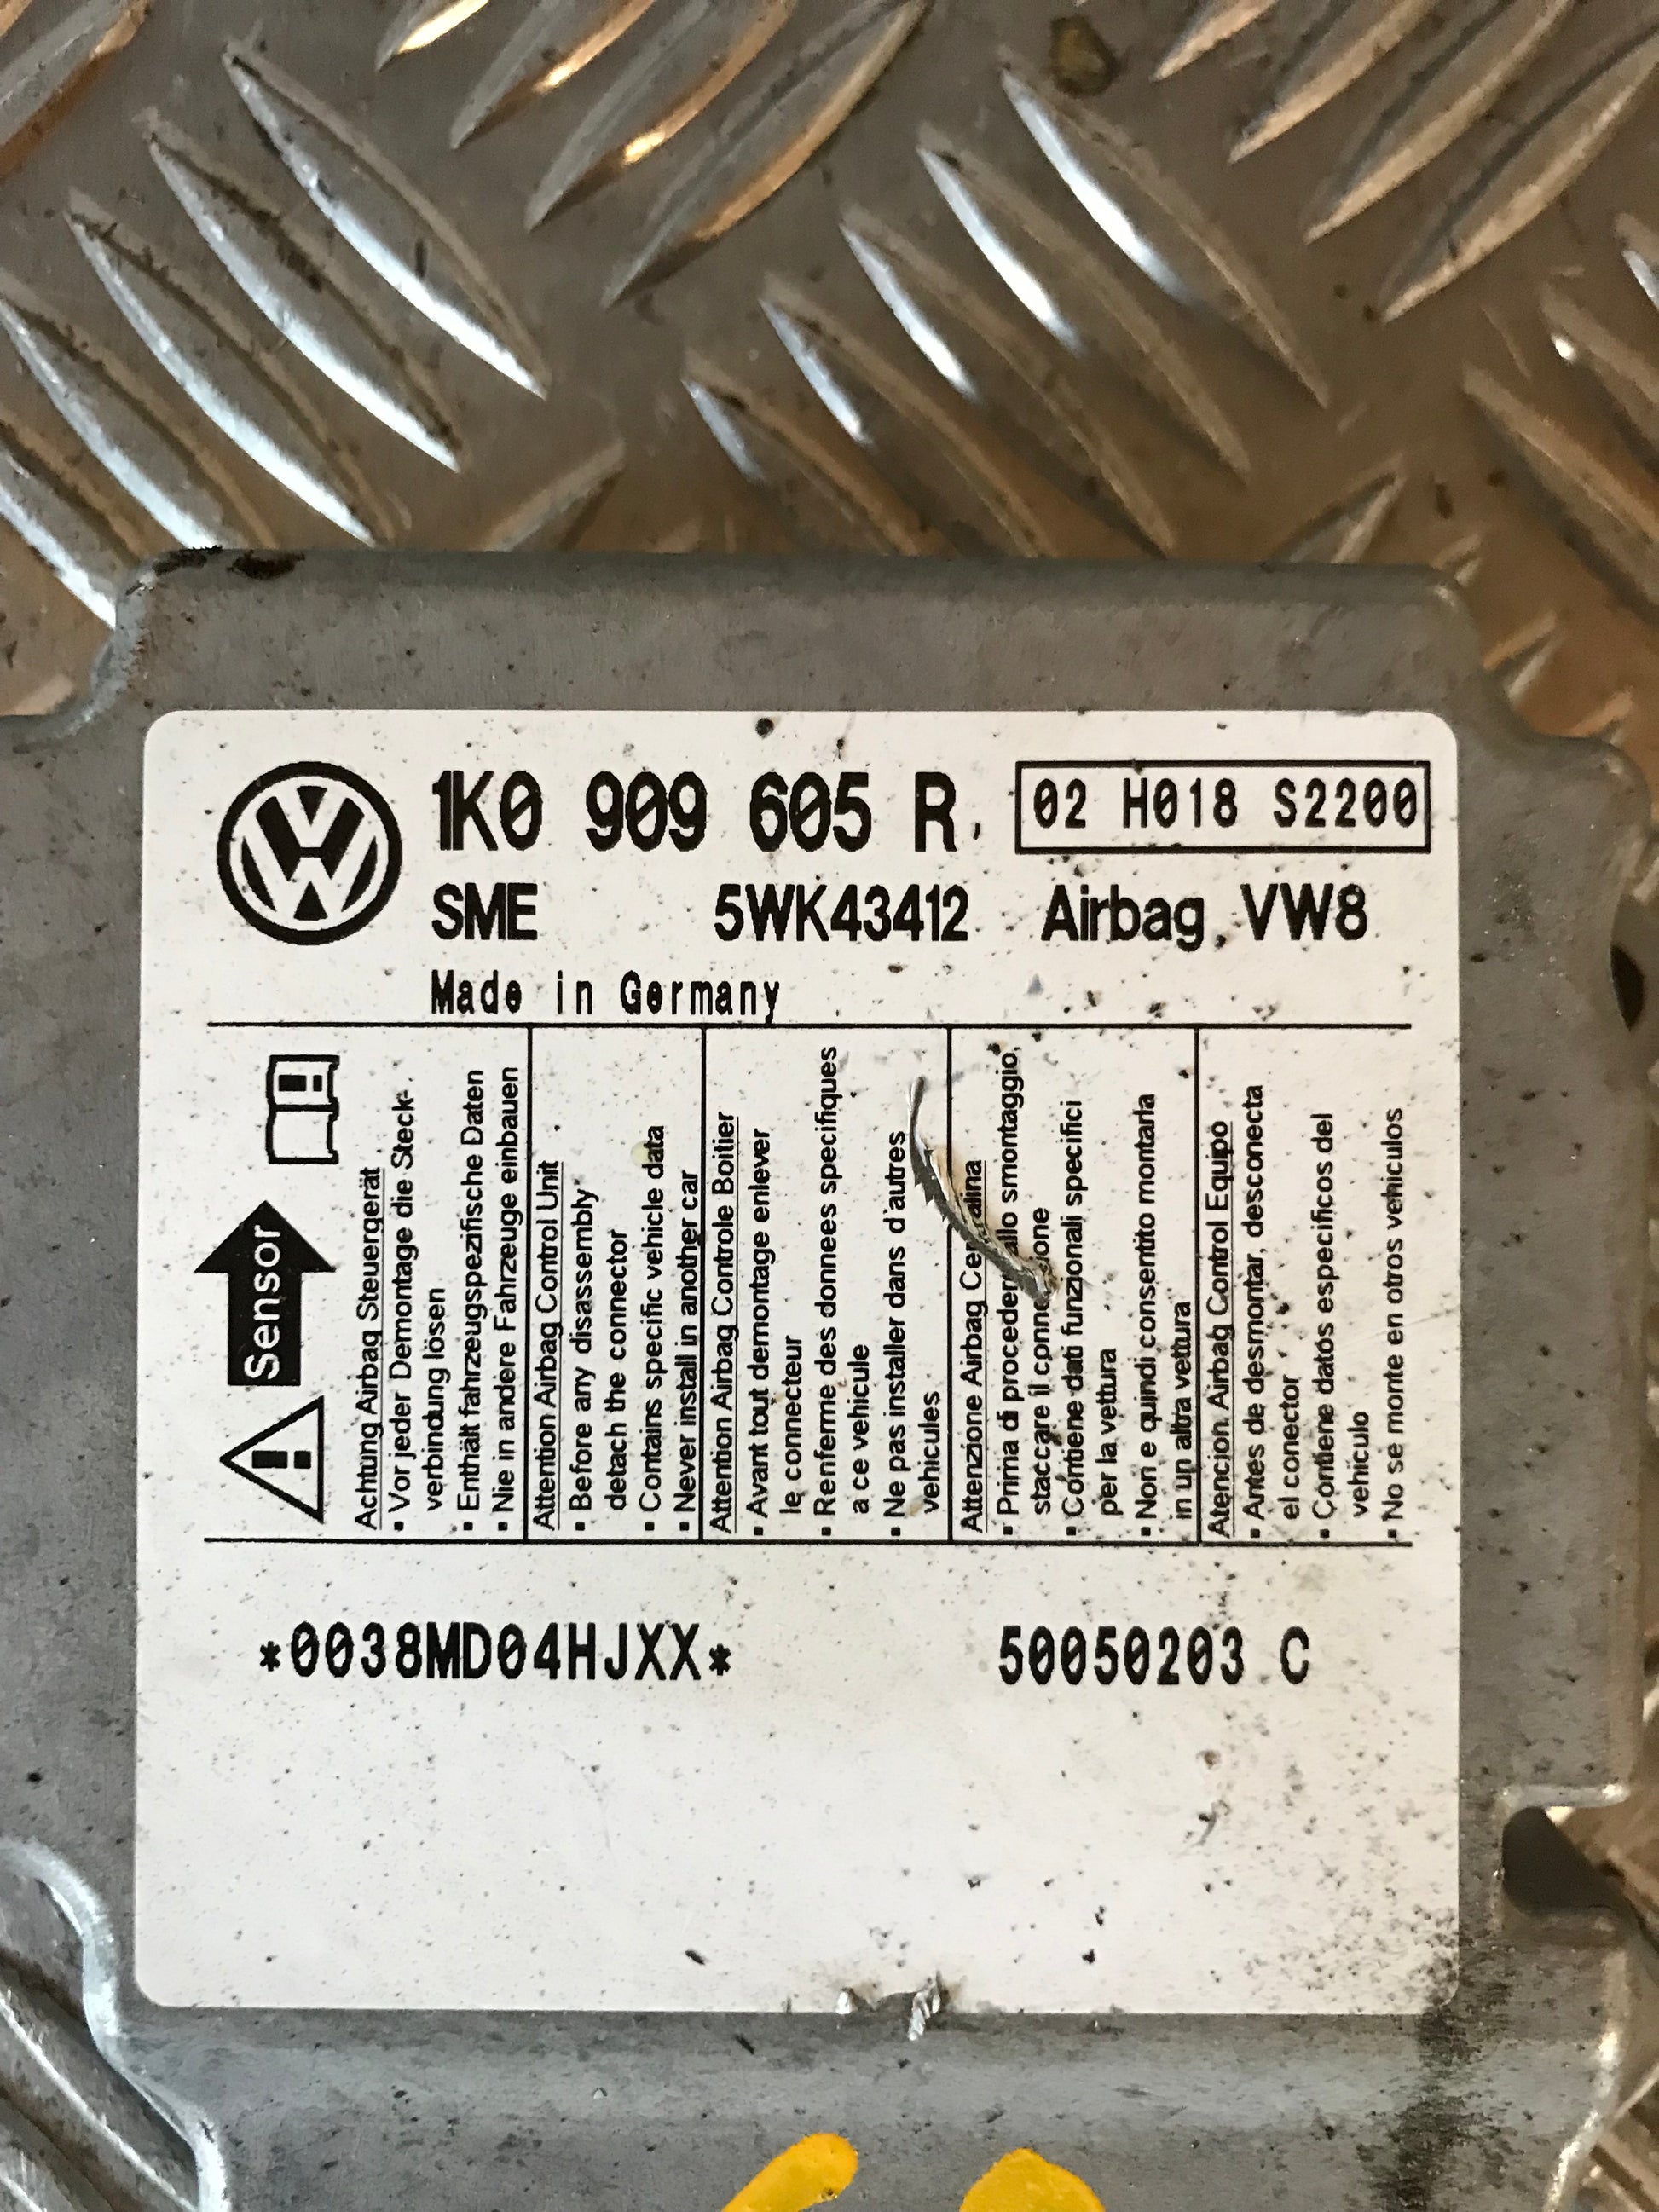 1K0 909 605 R
02 H018 S2200
SME 5WK43412 Airbag VW8
Made in Germany
Sensor
Achtung Airbag Steuergerät
▪ Vor jeder Demontage die Steck-
verbindung lösen
▪ Enthält fahrzeugspezifische Daten
▪ Nie in andere Fahrzeuge einbauen
Attention Airbag Control Unit
▪ Before any disassembly
detach the connector
▪ Contains specific vehicle data
▪ Never install in another car
Attention Airbag Controle Boitier
▪ Avant tout demontage enlever
le connecteur
▪ Renferme des donnees specifiques
a ce vehicule
▪ Ne pas installer dans d'autres
vehicules
Attenzione Airbag
▪ Prima di smontaggio,
staccare il
▪ Contiene dati funzionali specifici
per la vettura
▪ Non e quindi consentito montarla
in un altra vettura
Atencion Airbag Control Equipo
▪ Antes de desmontar, desconecta
el conector
▪ Contiene datos especificos del
vehiculo
▪ No se monte en otros vehiculos
*0038MD04HJXX* 50050203 C